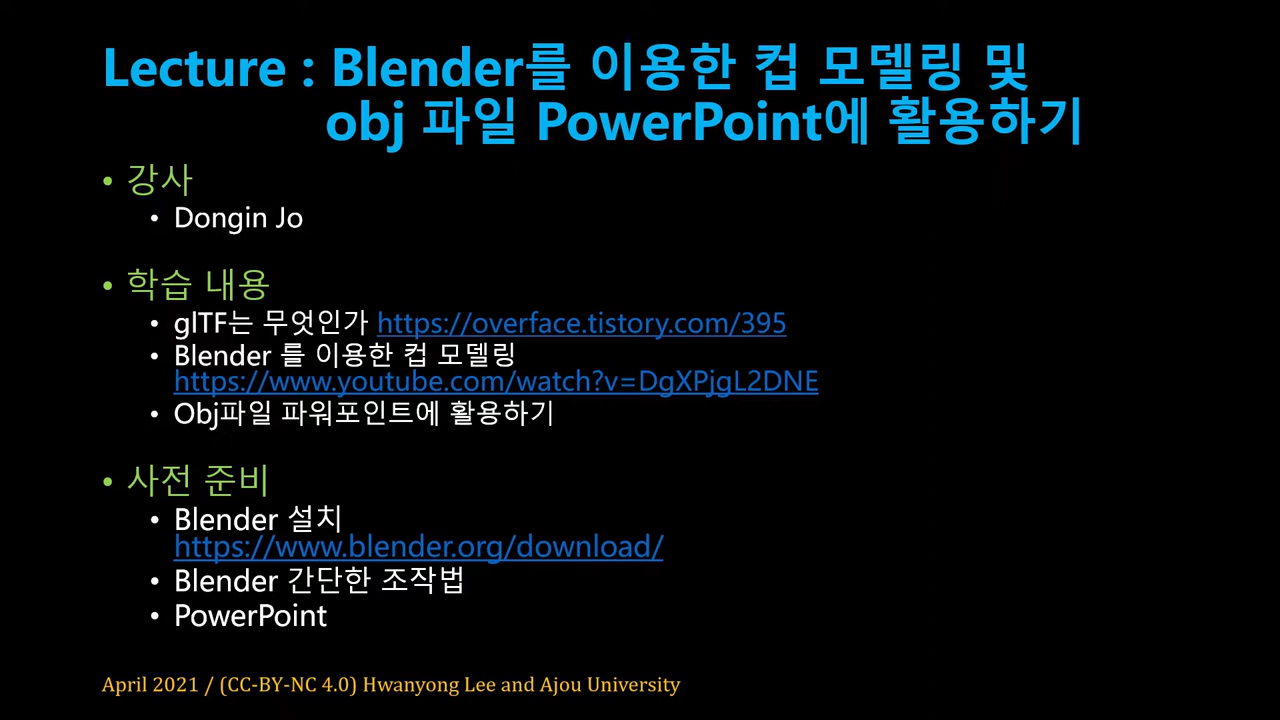 Lecture : Blender를 이용한 컵 모델링 및
obj 파일 PowerPoint에 활용하기
• 강사
• Dongin Jo
• 학습 내용
• glTF는 무엇인가 https://overface.tistory.com/395
• Blender 를 이용한 컵 모델링
https://www.youtube.com/watch?v=DgXPjgL2DNE
• Obj파일 파워포인트에 활용하기
• 사전 준비
• Blender 설치
https://www.blender.org/download/
• Blender 간단한 조작법
• PowerPoint
April 2021 / (CC-BY-NC 4.0) Hwanyong Lee and Ajou University